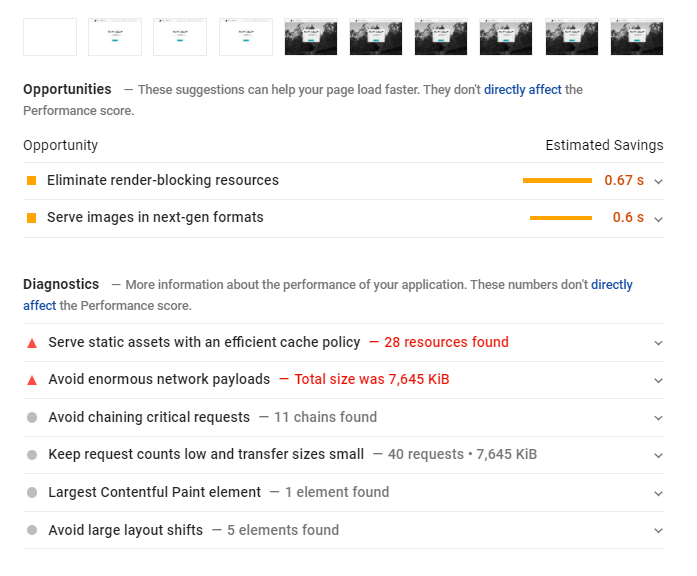 Opportunities — These suggestions can help your page load faster. They don't directly affect the
Performance score.
Opportunity Estimated Savings
Eliminate render-blocking resources 0.67 s
Serve images in next-gen formats 0.6 s
Diagnostics — More information about the performance of your application. These numbers don't directly
affect the Performance score.
Serve static assets with an efficient cache policy — 28 resources found
Avoid enormous network payloads — Total size was 7,645 KiB
Avoid chaining critical requests — 11 chains found
Keep request counts low and transfer sizes small — 40 requests • 7,645 KiB
Largest Contentful Paint element — 1 element found
Avoid large layout shifts — 5 elements found